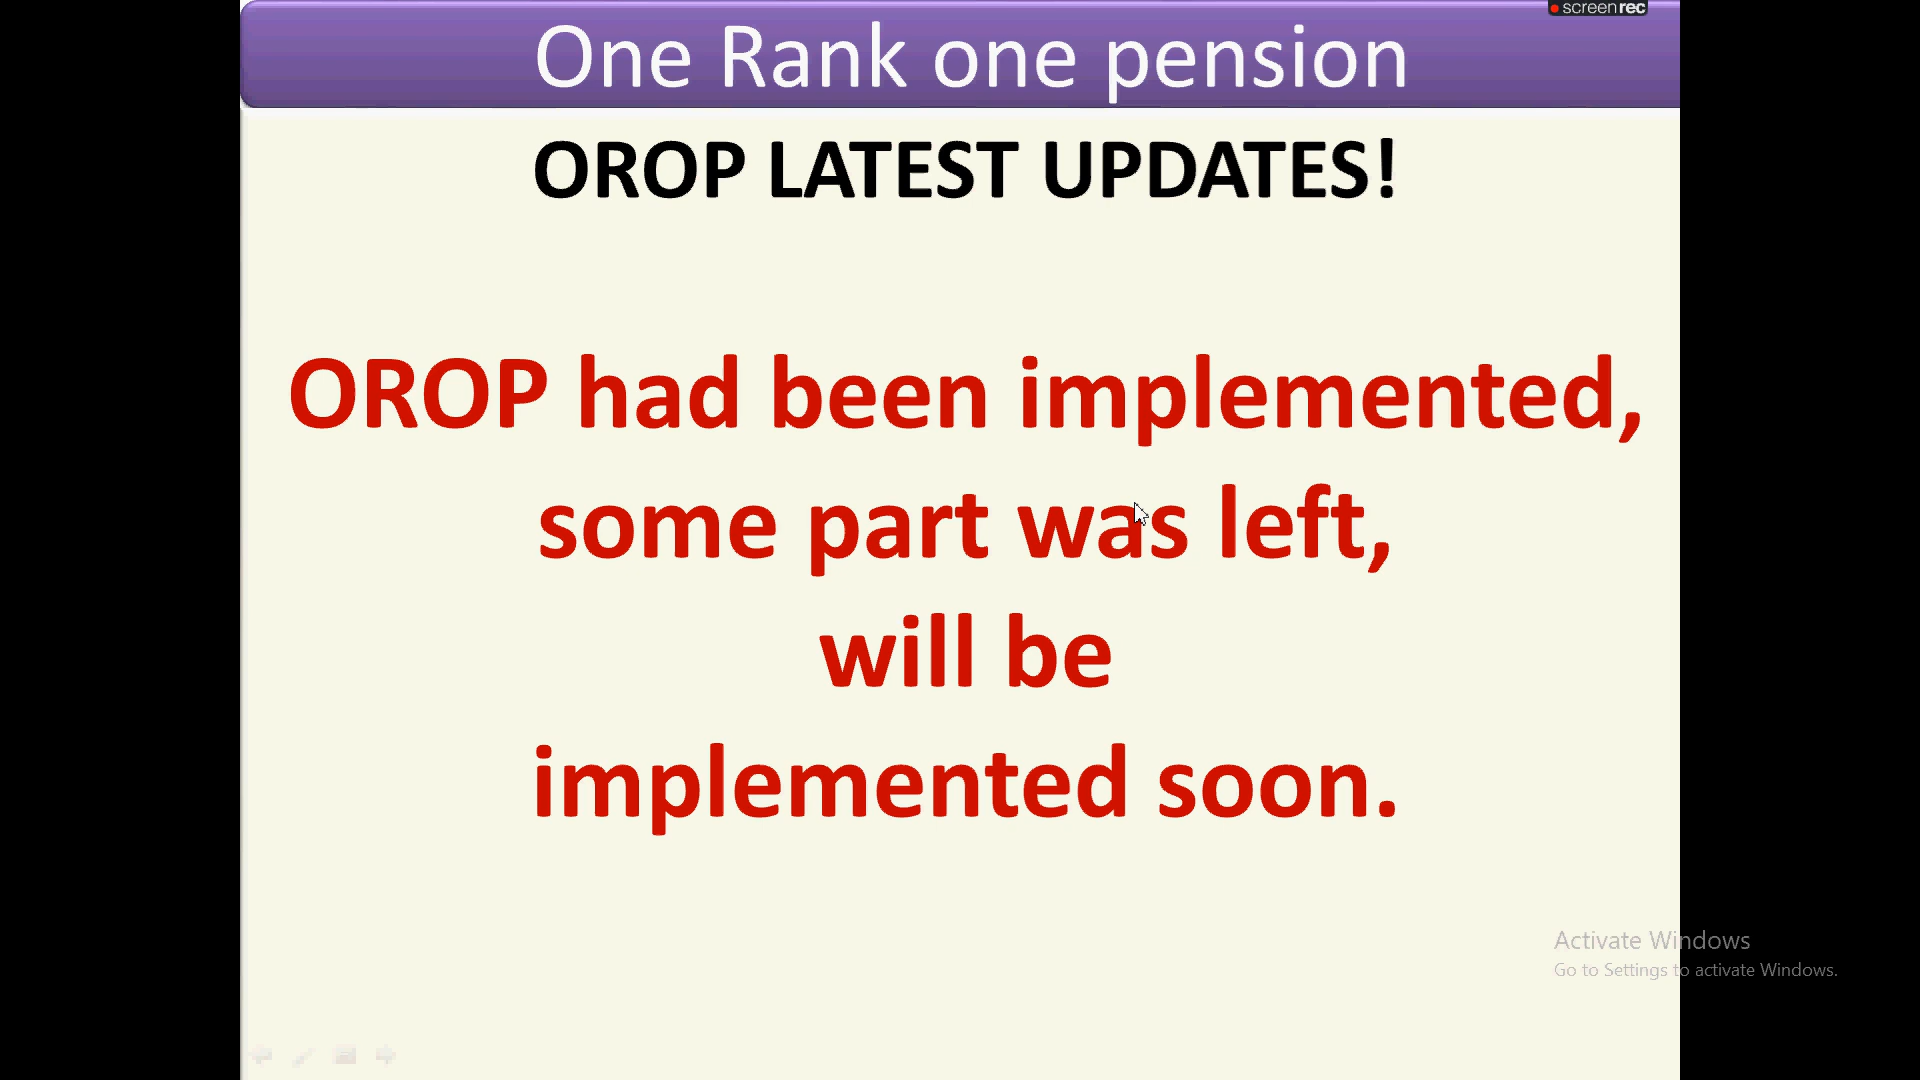 screenrec
One Rank one pension
OROP LATEST UPDATES!
OROP had been implemented,
some part was left,
will be
implemented soon.
Activate Windows
Go to Settings to activate Windows.